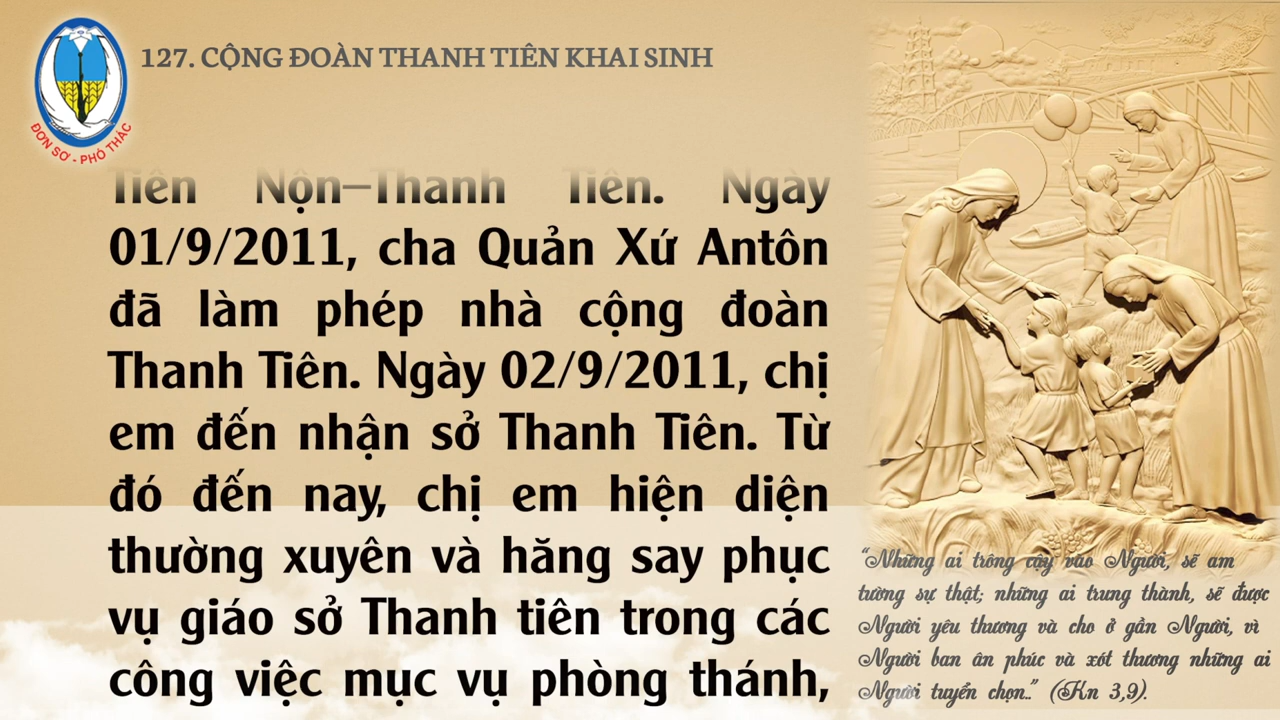 127. CỘNG ĐOÀN THANH TIÊN KHAI SINH
ĐƠN SƠ - PHÓ THÁC
Tiên Nộn–Thanh Tiên. Ngày
01/9/2011, cha Quản Xứ Antôn
đã làm phép nhà cộng đoàn
Thanh Tiên. Ngày 02/9/2011, chị
em đến nhận sở Thanh Tiên. Từ
đó đến nay, chị em hiện diện
thường xuyên và hăng say phục
vụ giáo sở Thanh tiên trong các
công việc mục vụ phòng thánh,
“Những ai trông cậy vào Người, sẽ am
tường sự thật; những ai trung thành, sẽ được
Người yêu thương và cho ở gần Người, vì
Người ban ân phúc và xót thương những ai
Người tuyển chọn..” (Kn 3,9).